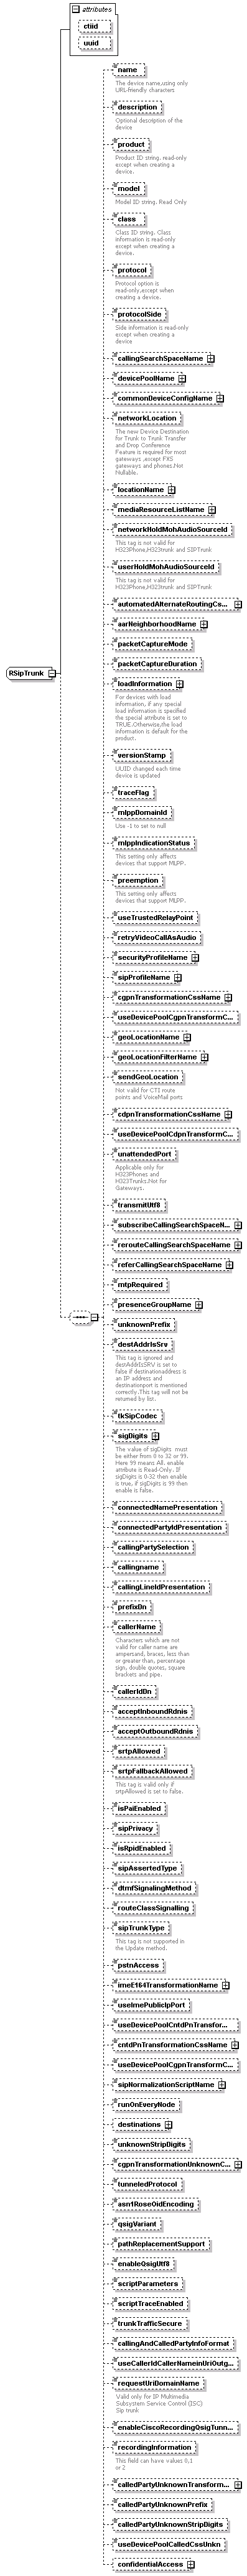 attributes
ctiid
uuid
RSipTrunk
name
The device name,using only
URL-friendly characters
description
Optional description of the
device
product
Product ID string. read-only
except when creating a
device.
model
Model ID string. Read Only
class
Class ID string. Class
information is read-only
except when creating a
device.
protocol
Protocol option is
read-only,except when
creating a device.
protocolSide
Side information is read-only
except when creating a
device
callingSearchSpaceName
devicePoolName
commonDeviceConfigName
networkLocation
The new Device Destination
for Trunk to Trunk Transfer
and Drop Conference
Feature is required for most
gateways ,except FXS
gateways and phones.Not
Nullable.
locationName
mediaResourceListName
networkHoldMohAudioSourceId
This tag is not valid for
H323Phone,H323trunk and SIPTrunk
userHoldMohAudioSourceId
This tag is not valid for
H323Phone,H323trunk and SIPTrunk
automatedAlternateRoutingCs...
aarNeighborhoodName
packetCaptureMode
packetCaptureDuration
loadInformation
For devices with load
information, if any special
load information is specified
the special attribute is set to
TRUE.Otherwise,the load
information is default for the
product.
versionStamp
UUID changed each time
device is updated
traceFlag
mlppDomainId
Use -1 to set to null
mlppIndicationStatus
This setting only affects
devices that support MLPP.
preemption
This setting only affects
devices that support MLPP.
useTrustedRelayPoint
retryVideoCallAsAudio
securityProfileName
sipProfileName
cgpnTransformationCssName
useDevicePoolCgpnTransformC...
geoLocationName
geoLocationFilterName
sendGeoLocation
Not valid for CTI route
points and VoiceMail ports
cdpnTransformationCssName
useDevicePoolCdpnTransformC...
unattendedPort
Applicable only for
H323Phones and
H323Trunks.Not for
Gateways.
transmitUtf8
subscribeCallingSearchSpaceN...
rerouteCallingSearchSpaceName
referCallingSearchSpaceName
mtpRequired
presenceGroupName
unknownPrefix
destAddrIsSrv
This tag is ignored and
destAddrIsSRV is set to
false if destinationaddress is
an IP address and
destinationport is mentioned
correctly.This tag will not be
returned by list.
tkSipCodec
sigDigits
The value of sigDigits must
be either from 0 to 32 or 99.
Here 99 means All. enable
attribute is Read-Only. If
sigDigits is 0-32 then enable
is true, if sigDigits is 99 then
enable is false.
connectedNamePresentation
connectedPartyIdPresentation
callingPartySelection
callingname
callingLineIdPresentation
prefixDn
callerName
Characters which are not
valid for caller name are
ampersand, braces, less than
or greater than, percentage
sign, double quotes, square
brackets and pipe.
callerIdDn
acceptInboundRdnis
acceptOutboundRdnis
srtpAllowed
srtpFallbackAllowed
This tag is valid only if
srtpAllowed is set to False.
isPaiEnabled
sipPrivacy
isRpidEnabled
sipAssertedType
dtmfSignalingMethod
routeClassSignalling
sipTrunkType
This tag is not supported in
the Update method.
pstnAccess
imeE164TransformationName
useImePublicIpPort
useDevicePoolCntdPnTransfor...
cntdPnTransformationCssName
useDevicePoolCgpnTransformC...
sipNormalizationScriptName
runOnEveryNode
destinations
unknownStripDigits
cgpnTransformationUnknownC...
tunneledProtocol
asn1RoseOidEncoding
qsigVariant
pathReplacementSupport
enableQsigUtf8
scriptParameters
scriptTraceEnabled
trunkTrafficSecure
callingAndCalledPartyInfoFormat
useCallerIdCallerNameinUriOutg...
requestUriDomainName
Valid only for IP Multimedia
Subsystem Service Control (ISC)
Sip trunk
enableCiscoRecordingQsigTunn...
recordingInformation
This field can have values 0,1
or 2
calledPartyUnknownTransform...
calledPartyUnknownPrefix
calledPartyUnknownStripDigits
useDevicePoolCalledCssUnkn
confidentialAccess